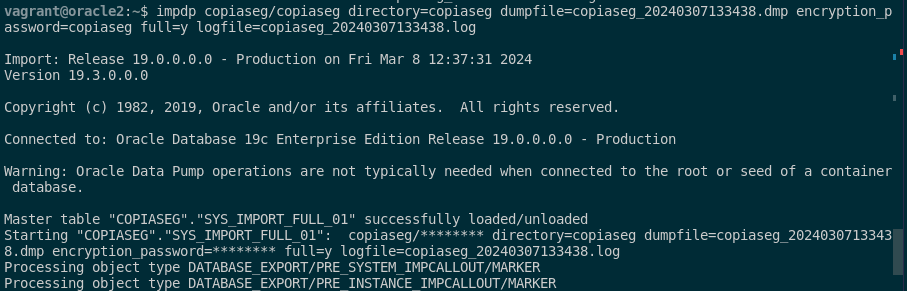 vagrant@oracle2:~$ impdp copiaseg/copiaseg directory=copiaseg dumpfile=copiaseg_20240307133438.dmp encryption_p
assword=copiaseg full=y logfile=copiaseg_20240307133438.log
Import: Release 19.0.0.0.0 - Production on Fri Mar 8 12:37:31 2024
Version 19.3.0.0.0
Copyright (c) 1982, 2019, Oracle and/or its affiliates.  All rights reserved.
Connected to: Oracle Database 19c Enterprise Edition Release 19.0.0.0.0 - Production
Warning: Oracle Data Pump operations are not typically needed when connected to the root or seed of a container
 database.
Master table "COPIASEG"."SYS_IMPORT_FULL_01" successfully loaded/unloaded
Starting "COPIASEG"."SYS_IMPORT_FULL_01":  copiaseg/******** directory=copiaseg dumpfile=copiaseg_2024030713343
8.dmp encryption_password=******** full=y logfile=copiaseg_20240307133438.log
Processing object type DATABASE_EXPORT/PRE_SYSTEM_IMPCALLOUT/MARKER
Processing object type DATABASE_EXPORT/PRE_INSTANCE_IMPCALLOUT/MARKER